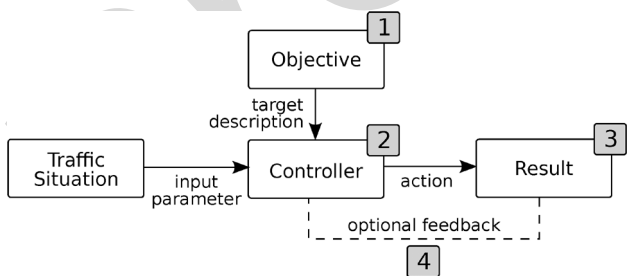 1
Objective
target
description
2
3
Traffic
Situation
input
parameter
Controller
action
Result
optional feedback
4